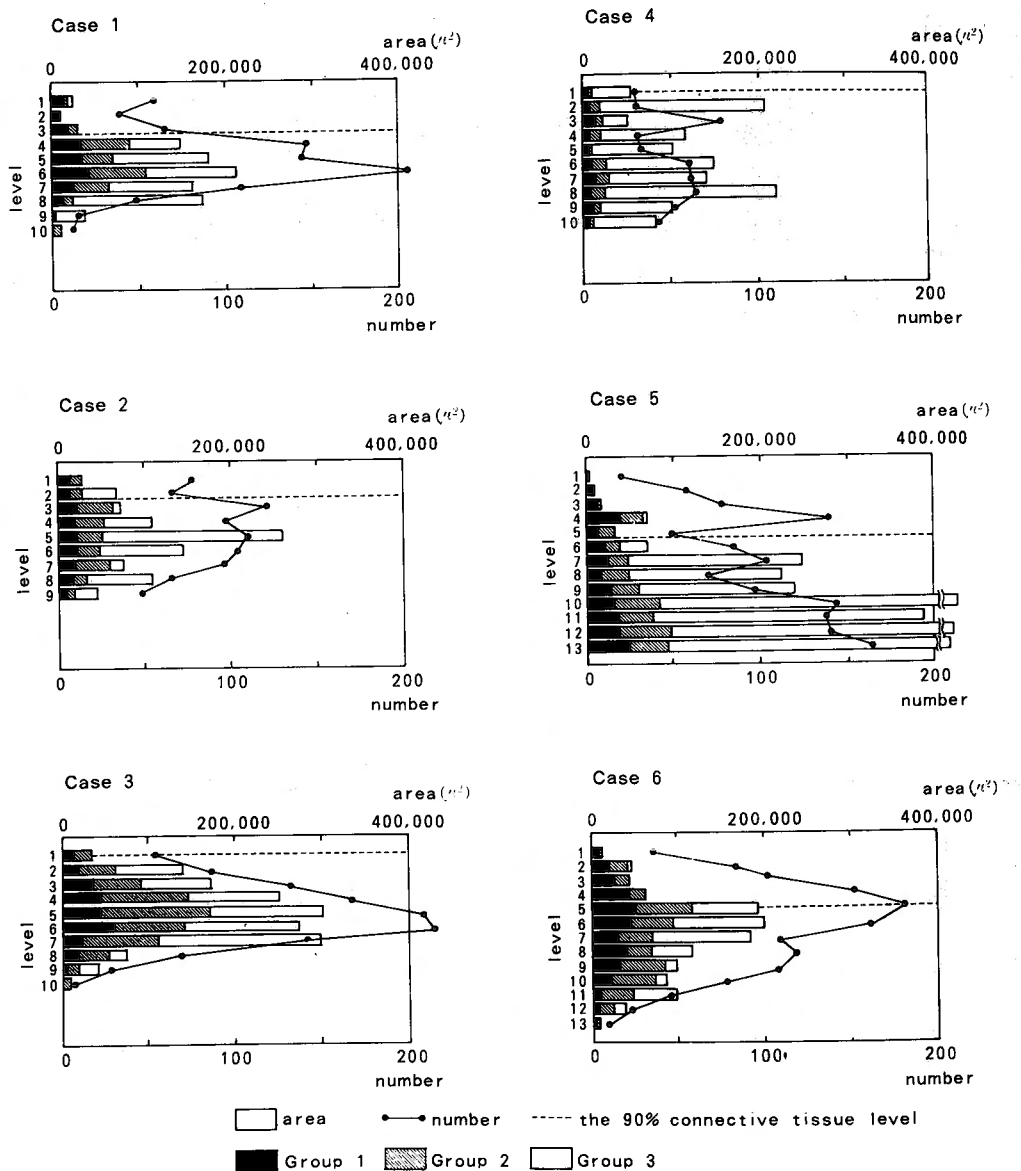 Case 1
area(μ²)
0 200,000 400,000
level
1
2
3
4
5
6
7
8
9
10
0 100 200
number
Case 4
area(μ²)
0 200,000 400,000
level
1
2
3
4
5
6
7
8
9
10
0 100 200
number
Case 2
area(μ²)
0 200,000 400,000
level
1
2
3
4
5
6
7
8
9
0 100 200
number
Case 5
area(μ²)
0 200,000 400,000
level
1
2
3
4
5
6
7
8
9
10
11
12
13
0 100 200
number
Case 3
area(μ²)
0 200,000 400,000
level
1
2
3
4
5
6
7
8
9
10
0 100 200
number
Case 6
area(μ²)
0 200,000 400,000
level
1
2
3
4
5
6
7
8
9
10
11
12
13
0 100 200
number
area number the 90% connective tissue level
Group 1 Group 2 Group 3